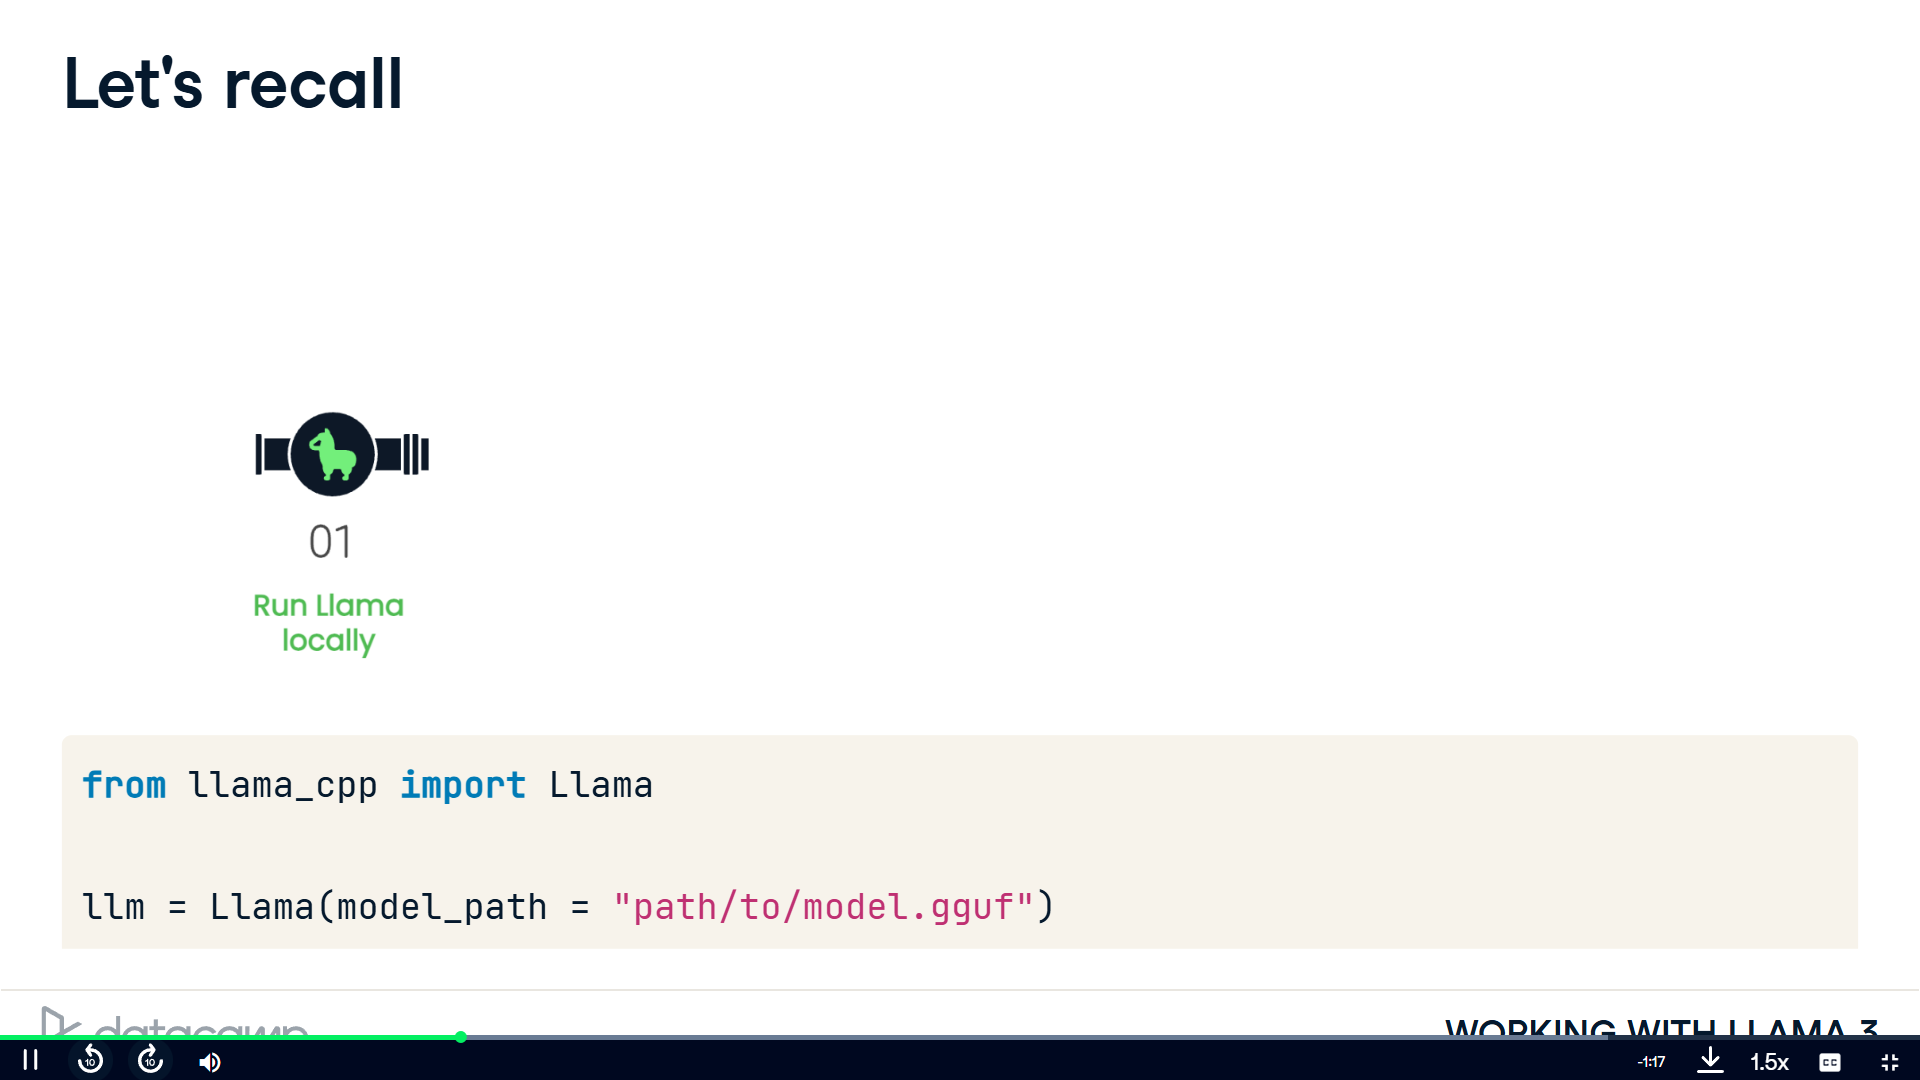 Let's recall
01
Run Llama
locally
from llama_cpp import Llama
llm = Llama(model_path = "path/to/model.gguf")
datacamp
WORKING WITH LLAMA 3
10
10
-1:17
1.5x
CC